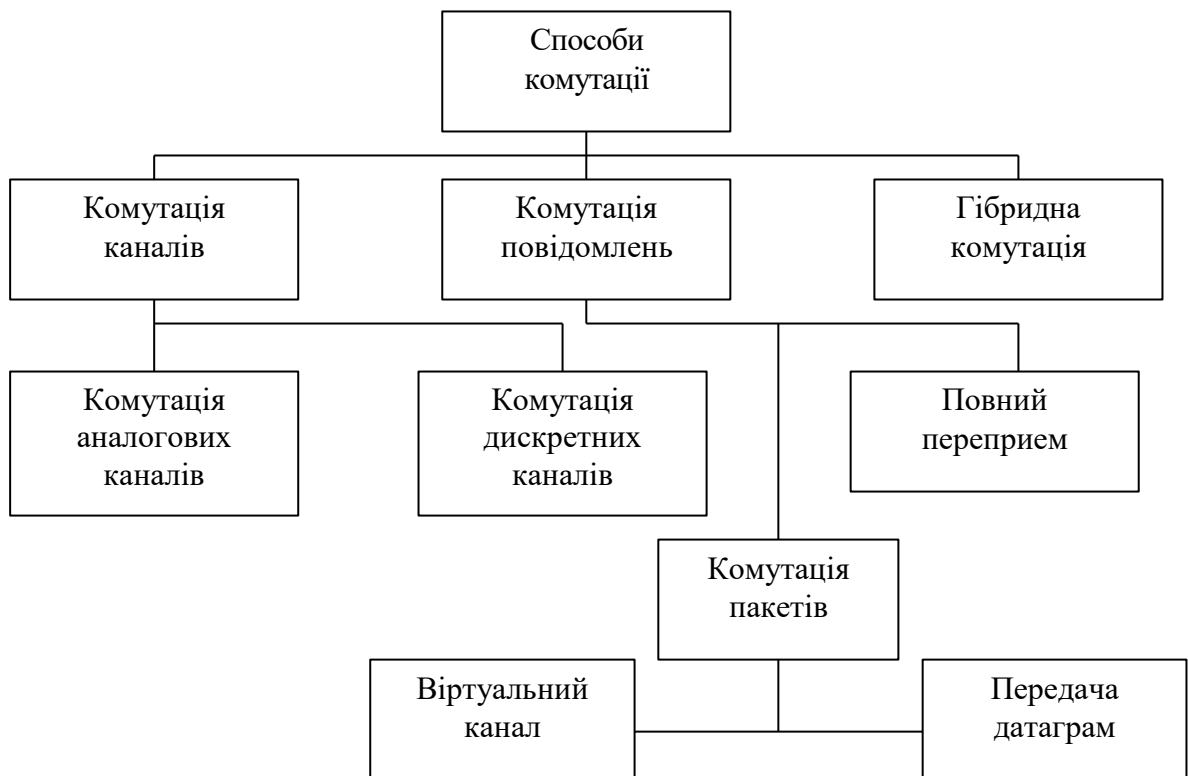 Способи
комутації
Комутація
каналів
Комутація
повідомлень
Гібридна
комутація
Комутація
аналогових
каналів
Комутація
дискретних
каналів
Повний
переприем
Комутація
пакетів
Віртуальний
канал
Передача
датаграм